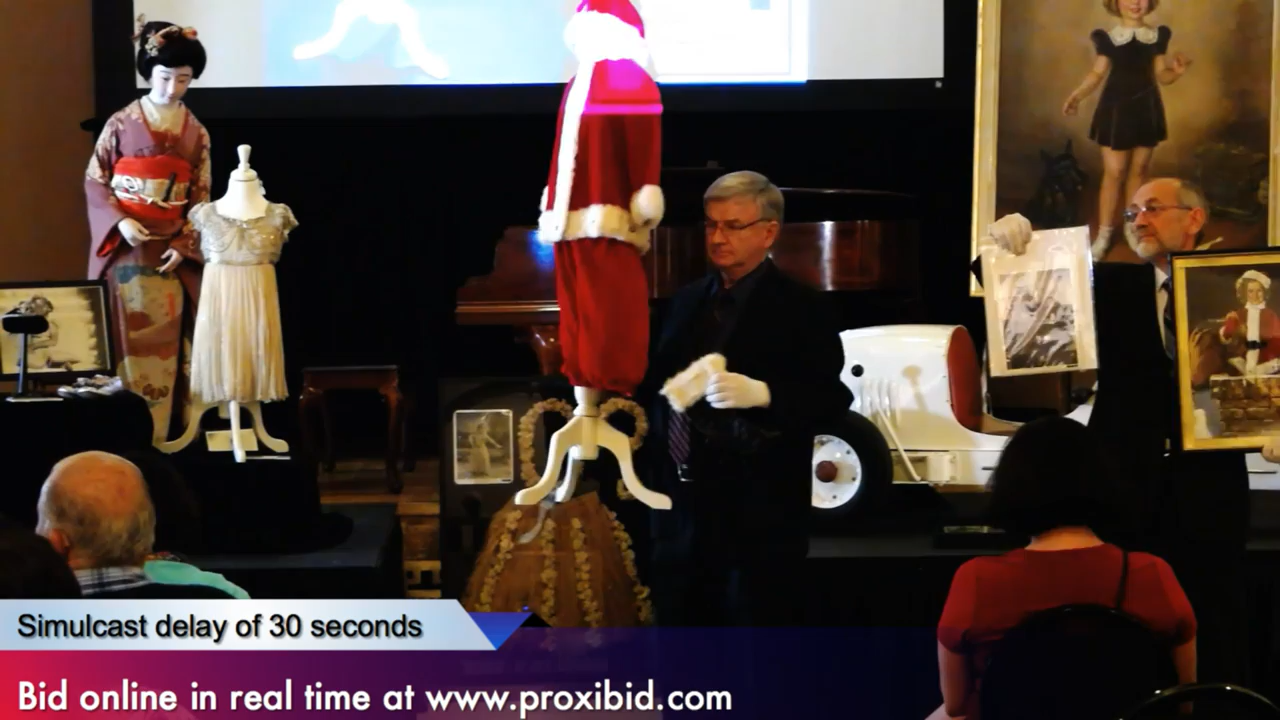 Simulcast delay of 30 seconds
Bid online in real time at www.proxibid.com